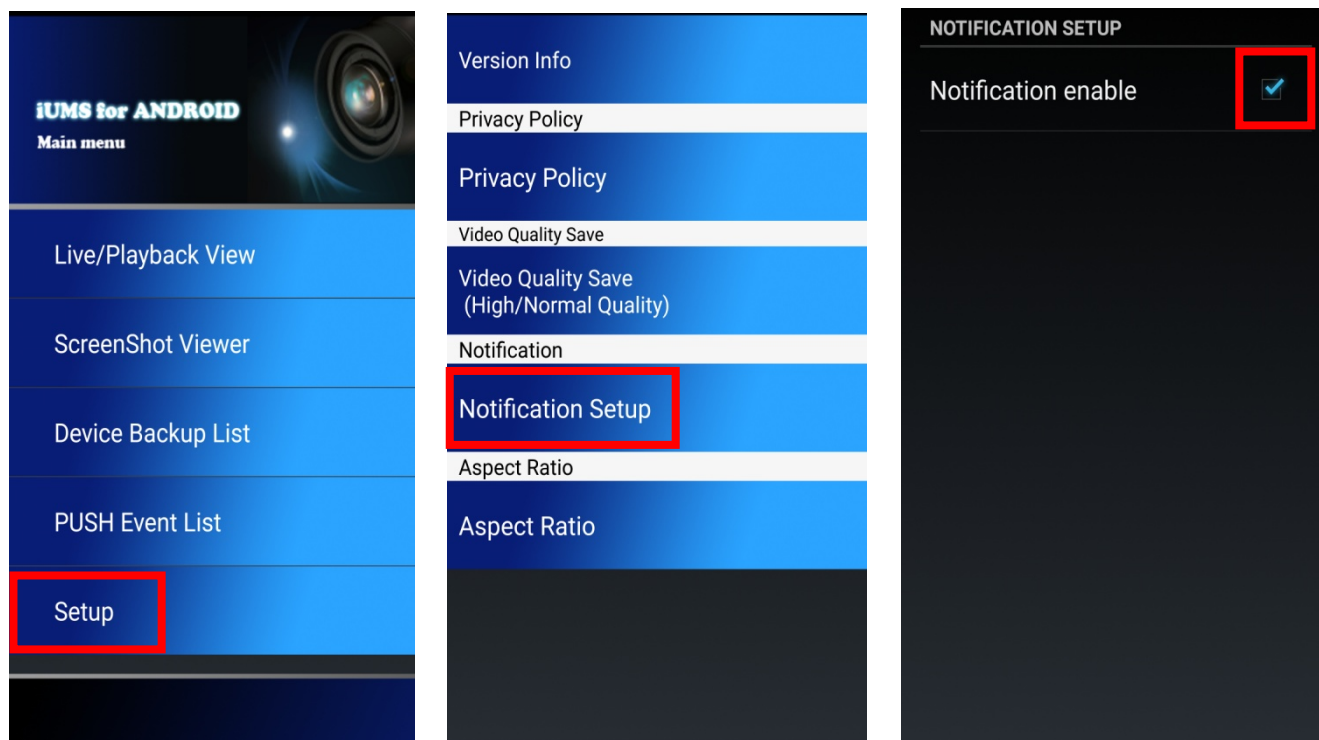 iUMS for ANDROID
Main menu
Live/Playback View
ScreenShot Viewer
Device Backup List
PUSH Event List
Setup
Version Info
Privacy Policy
Privacy Policy
Video Quality Save
Video Quality Save
(High/Normal Quality)
Notification
Notification Setup
Aspect Ratio
Aspect Ratio
NOTIFICATION SETUP
Notification enable